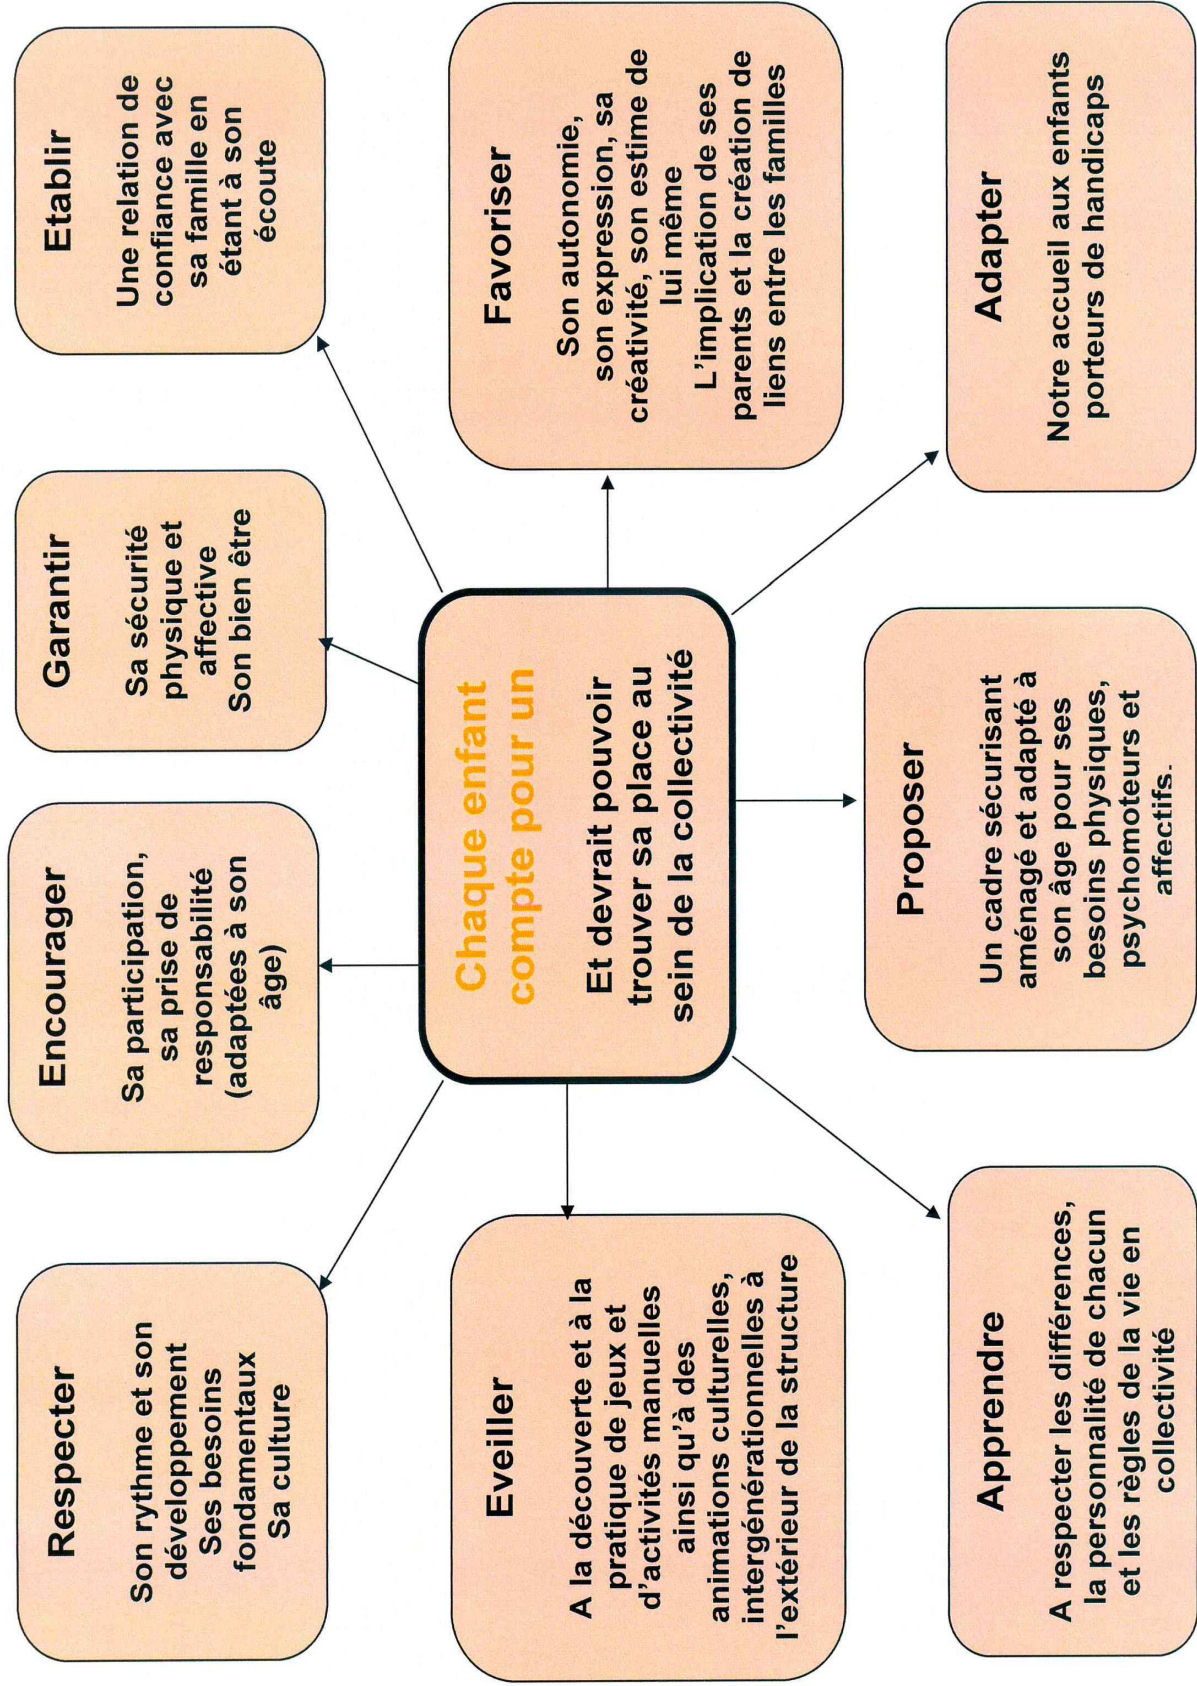 Respecter
Son rythme et son
développement
Ses besoins
fondamentaux
Sa culture
Encourager
Sa participation,
sa prise de
responsabilité
(adaptées à son
âge)
Garantir
Sa sécurité
physique et
affective
Son bien être
Etablir
Une relation de
confiance avec
sa famille en
étant à son
écoute
Eveiller
A la découverte et à la
pratique de jeux et
d'activités manuelles
ainsi qu'à des
animations culturelles,
intergénérationnelles à
l'extérieur de la structure
Chaque enfant
compte pour un
Et devrait pouvoir
trouver sa place au
sein de la collectivité
Favoriser
Son autonomie,
son expression, sa
créativité, son estime de
lui même
L'implication de ses
parents et la création de
liens entre les familles
Apprendre
A respecter les différences,
la personnalité de chacun
et les règles de la vie en
collectivité
Proposer
Un cadre sécurisant
aménagé et adapté à
son âge pour ses
besoins physiques,
psychomoteurs et
affectifs.
Adapter
Notre accueil aux enfants
porteurs de handicaps